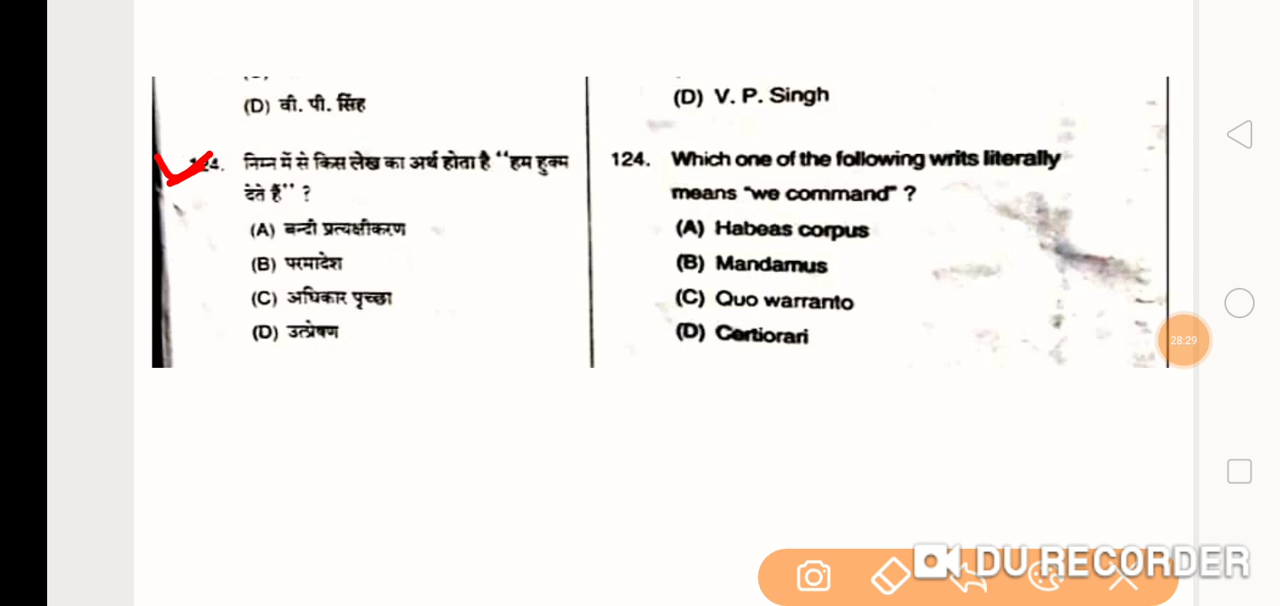 (D) वी. पी. सिंह
124. निम्न में से किस लेख का अर्थ होता है ‘‘हम हुक्म
देते हैं’’ ?
(A) बन्दी प्रत्यक्षीकरण
(B) परमादेश
(C) अधिकार पृच्छा
(D) उत्प्रेषण
(D) V. P. Singh
124. Which one of the following writs literally
means “we command” ?
(A) Habeas corpus
(B) Mandamus
(C) Quo warranto
(D) Certiorari
28:29
DU RECORDER